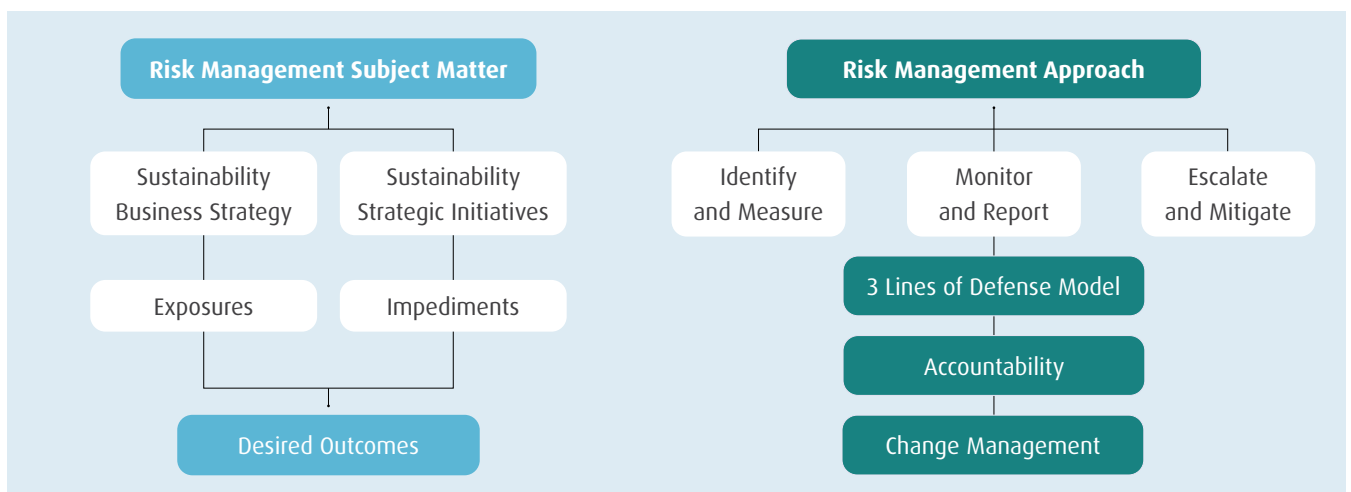 Risk Management Subject Matter
Sustainability
Business Strategy
Sustainability
Strategic Initiatives
Exposures
Impediments
Desired Outcomes
Risk Management Approach
Identify
and Measure
Monitor
and Report
Escalate
and Mitigate
3 Lines of Defense Model
Accountability
Change Management